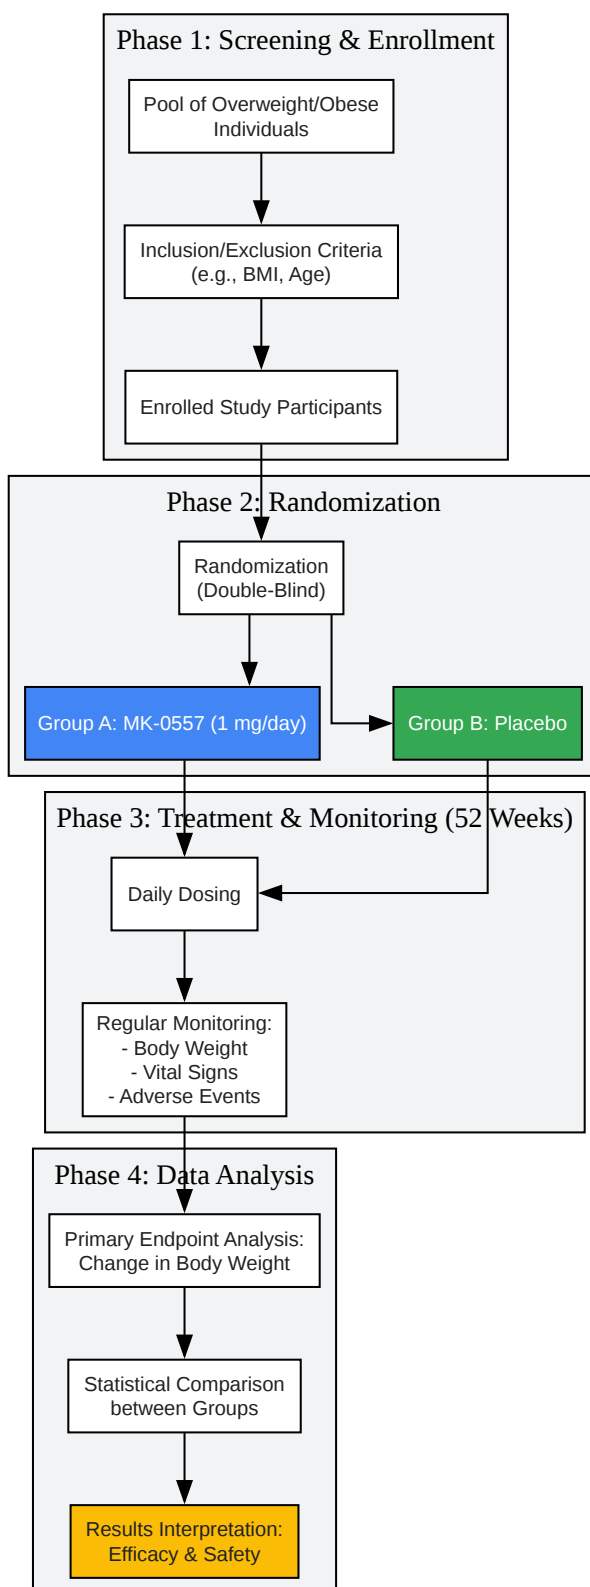 Phase 1: Screening & Enrollment
Pool of Overweight/Obese
Individuals
Inclusion/Exclusion Criteria
(e.g., BMI, Age)
Enrolled Study Participants
Phase 2: Randomization
Randomization
(Double-Blind)
Group A: MK-0557 (1 mg/day)
Group B: Placebo
Phase 3: Treatment & Monitoring (52 Weeks)
Daily Dosing
Regular Monitoring:
- Body Weight
- Vital Signs
- Adverse Events
Phase 4: Data Analysis
Primary Endpoint Analysis:
Change in Body Weight
Statistical Comparison
between Groups
Results Interpretation:
Efficacy & Safety